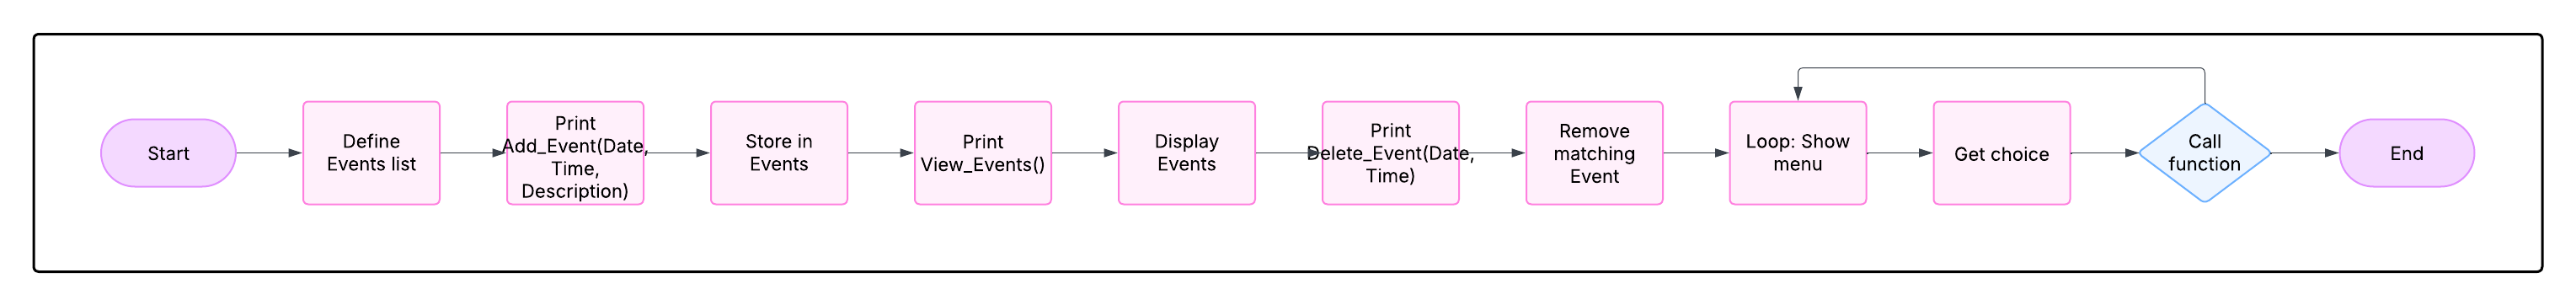 Start
Define
Events list
Print
Add_Event(Date,
Time,
Description)
Store in
Events
Print
View_Events()
Display
Events
Print
Delete_Event(Date,
Time)
Remove
matching
Event
Loop: Show
menu
Get choice
Call
function
End